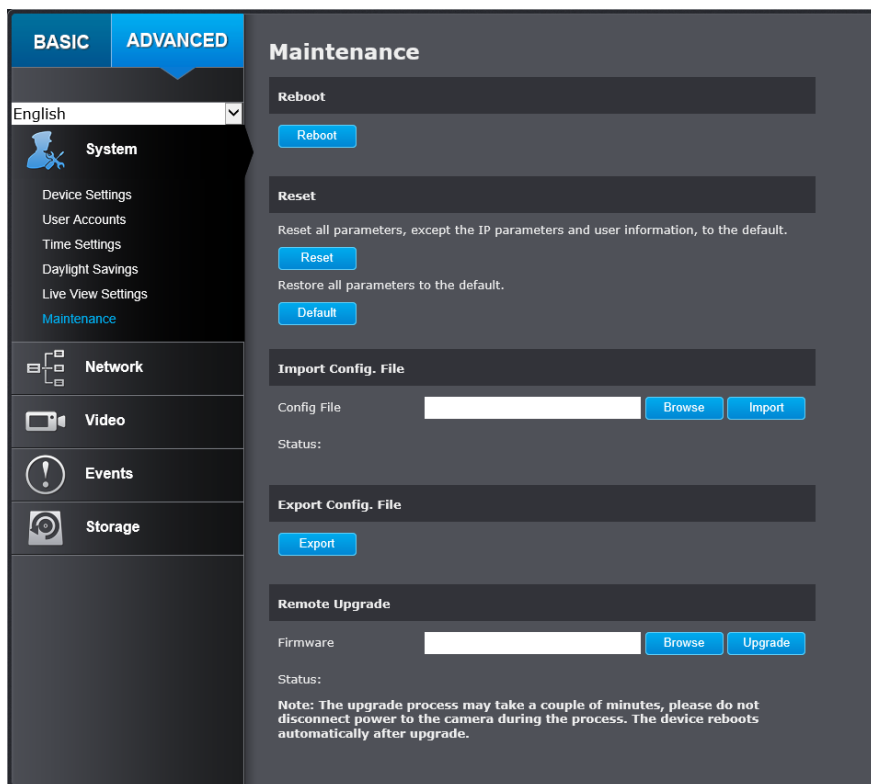 BASIC
ADVANCED
English
System
Device Settings
User Accounts
Time Settings
Daylight Savings
Live View Settings
Maintenance
Network
Video
Events
Storage
Maintenance
Reboot
Reboot
Reset
Reset all parameters, except the IP parameters and user information, to the default.
Reset
Restore all parameters to the default.
Default
Import Config. File
Config File
Browse
Import
Status:
Export Config. File
Export
Remote Upgrade
Firmware
Browse
Upgrade
Status:
Note: The upgrade process may take a couple of minutes, please do not
disconnect power to the camera during the process. The device reboots
automatically after upgrade.